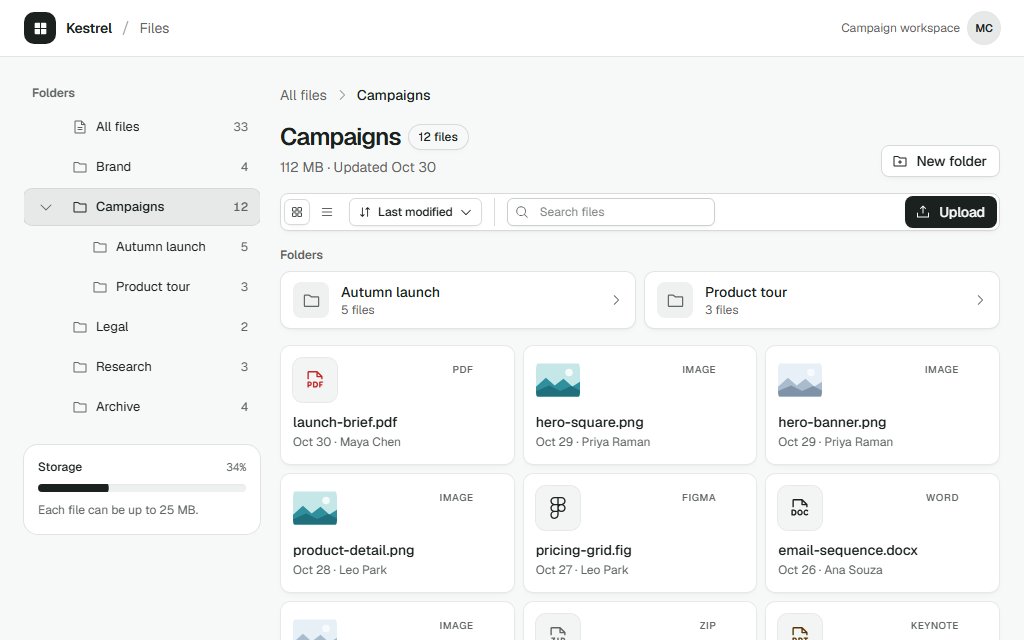 Kestrel / Files
Campaign workspace MC
Folders
All files 33
Brand 4
Campaigns 12
Autumn launch 5
Product tour 3
Legal 2
Research 3
Archive 4
Storage 34%
Each file can be up to 25 MB.
All files > Campaigns
Campaigns 12 files
112 MB · Updated Oct 30
New folder
Last modified
Search files
Upload
Folders
Autumn launch
5 files
Product tour
3 files
PDF
PDF
launch-brief.pdf
Oct 30 · Maya Chen
IMAGE
hero-square.png
Oct 29 · Priya Raman
IMAGE
hero-banner.png
Oct 29 · Priya Raman
IMAGE
product-detail.png
Oct 28 · Leo Park
FIGMA
pricing-grid.fig
Oct 27 · Leo Park
DOC
WORD
email-sequence.docx
Oct 26 · Ana Souza
IMAGE
ZIP
KEYNOTE